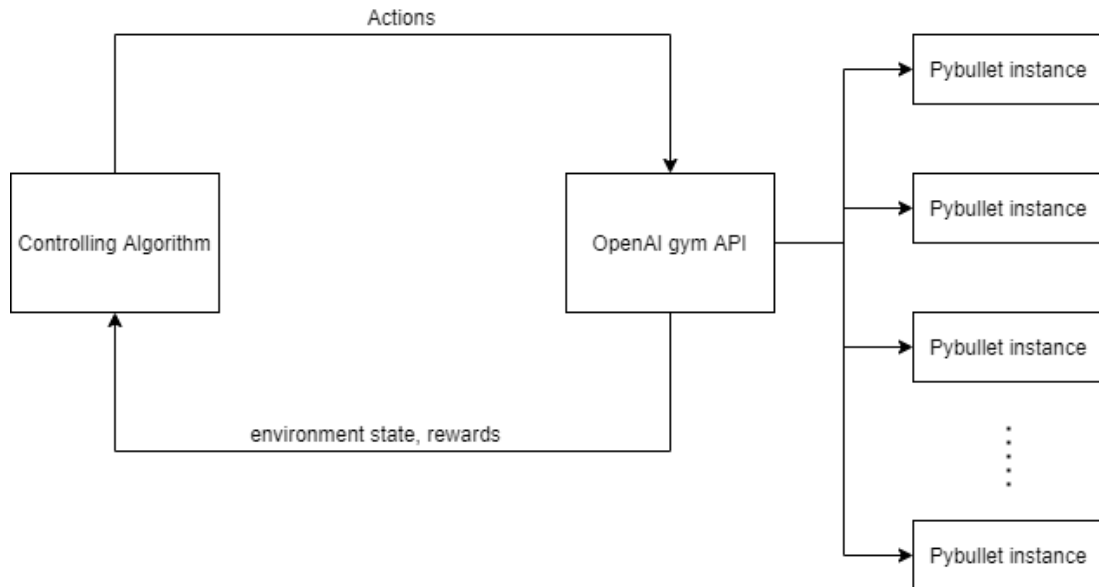 Actions
Pybullet instance
Pybullet instance
Controlling Algorithm
OpenAI gym API
Pybullet instance
environment state, rewards
Pybullet instance